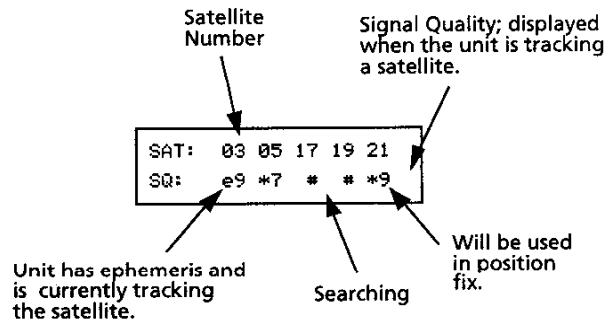 Satellite
Number
Signal Quality; displayed
when the unit is tracking
a satellite.
SAT: 03 05 17 19 21
SQ: e9 *7 # # *9
Unit has ephemeris and
is currently tracking
the satellite.
Searching
Will be used
in position
fix.